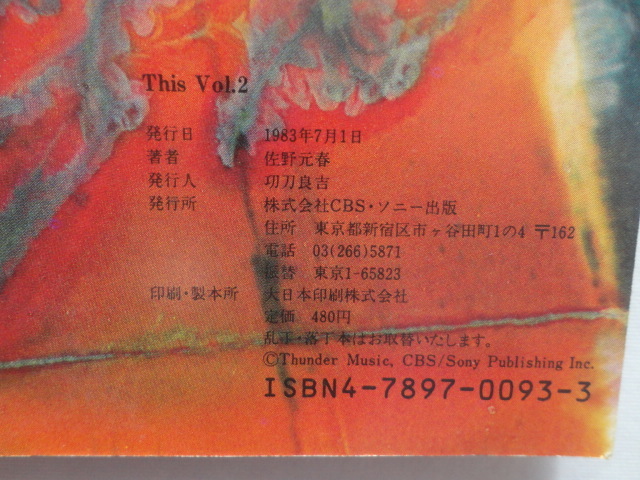 This Vol.2
発行日 1983年7月1日
著者 佐野元春
発行人 功刀良吉
発行所 株式会社CBS・ソニー出版
住所 東京都新宿区市ヶ谷田町1の4 〒162
電話 03(266)5871
振替 東京1-65823
印刷・製本所 大日本印刷株式会社
定価 480円
乱丁・落丁本はお取替いたします。
©Thunder Music, CBS/Sony Publishing Inc.
ISBN4-7897-0093-3